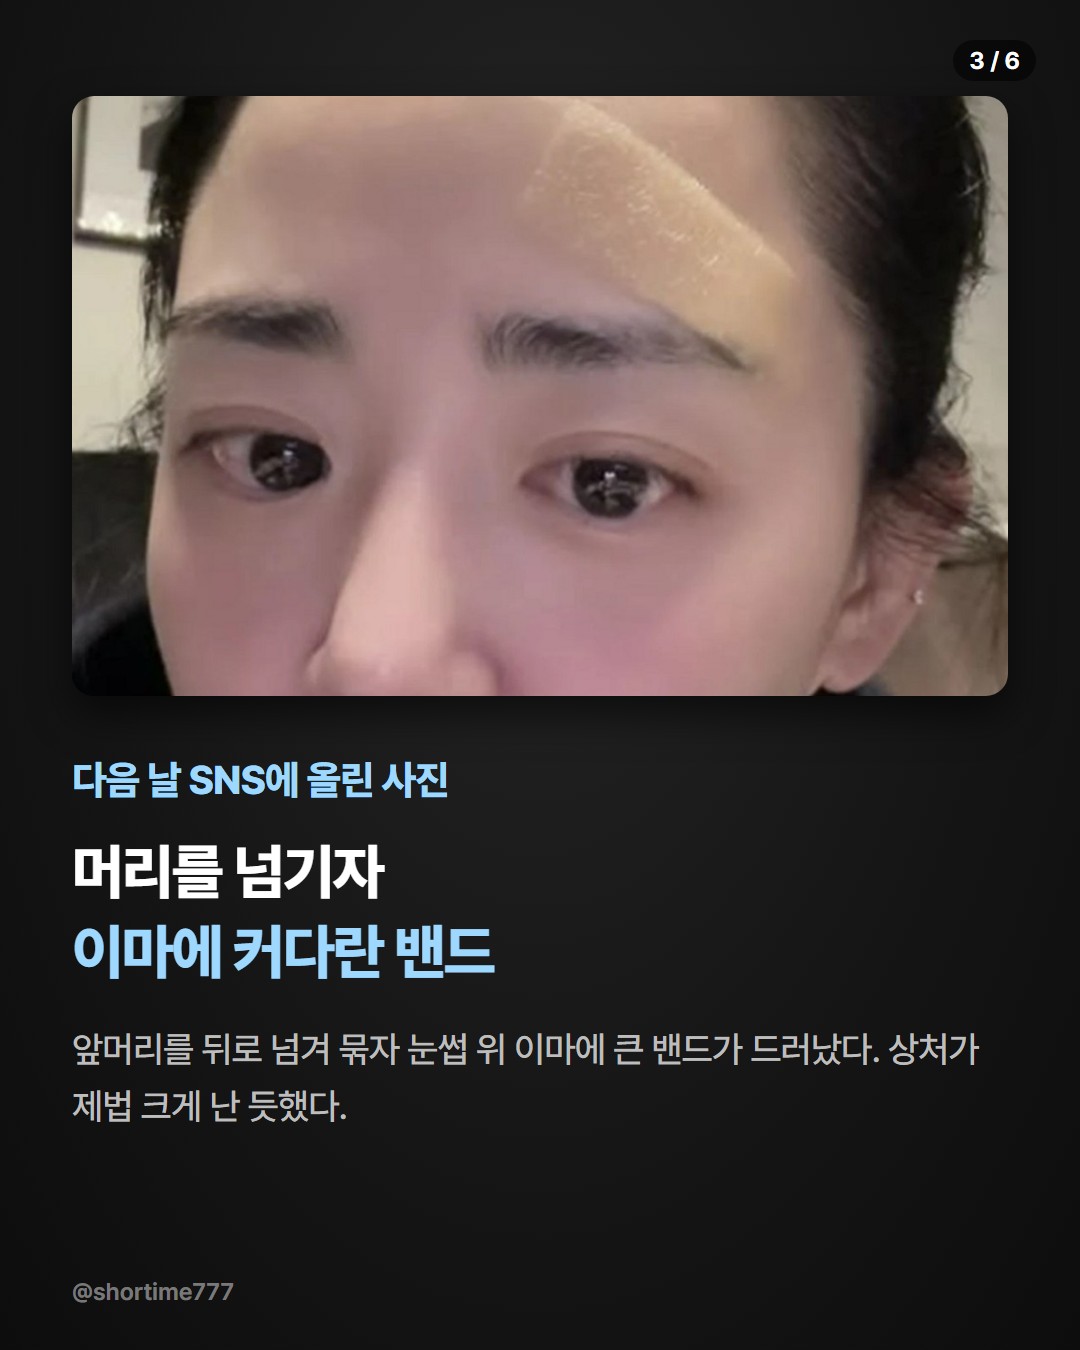 3 / 6
다음 날 SNS에 올린 사진
머리를 넘기자
이마에 커다란 밴드
앞머리를 뒤로 넘겨 묶자 눈썹 위 이마에 큰 밴드가 드러났다. 상처가
제법 크게 난 듯했다.
@shortime777